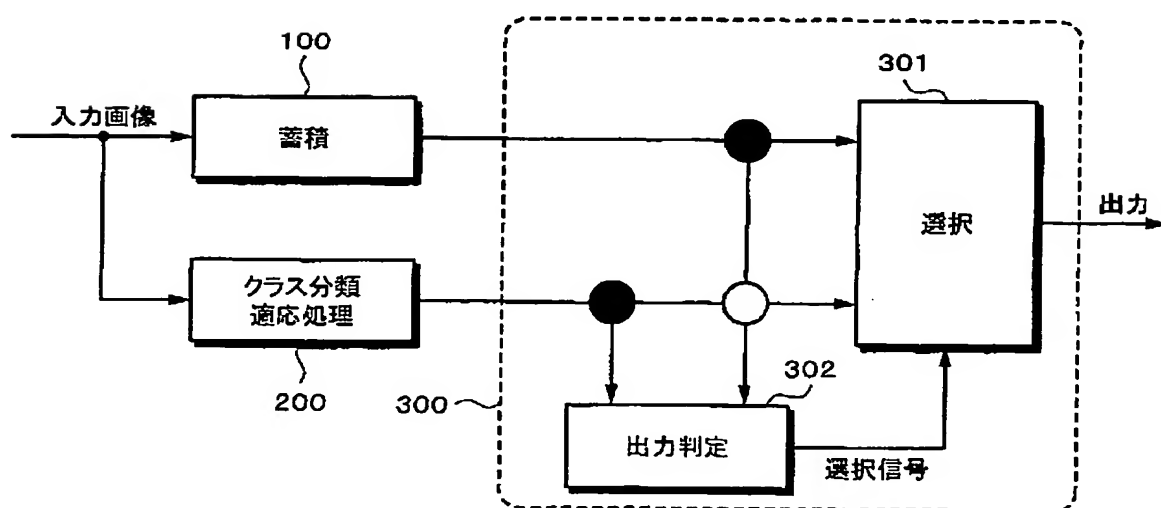 100
入力画像
蓄積
301
選択
出力
クラス分類
適応処理
200
300
302
出力判定
選択信号